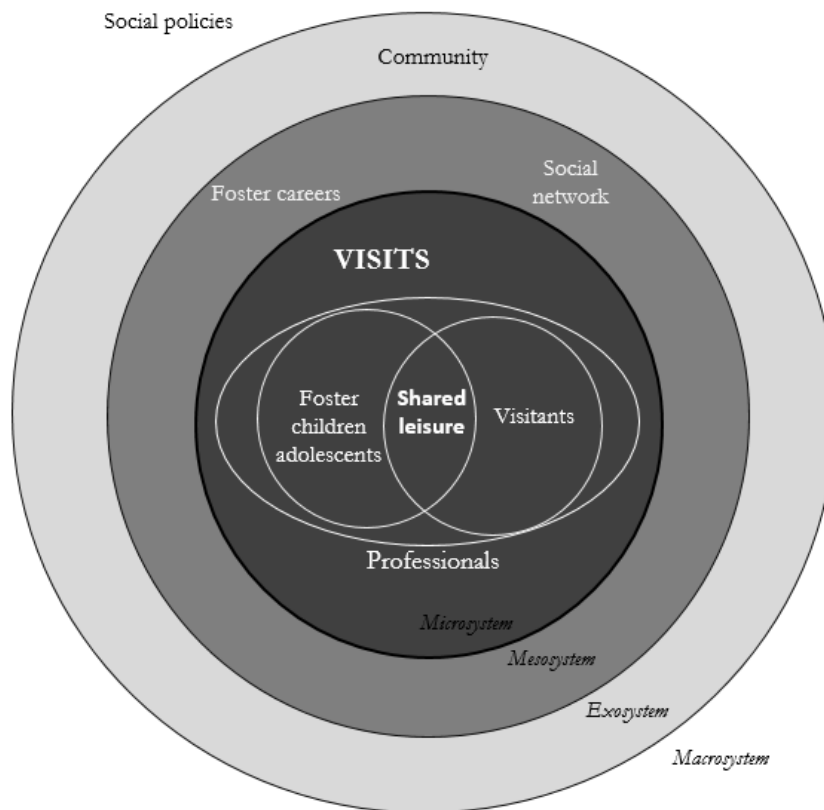 Social policies
Community
Foster careers
Social
network
VISITS
Foster
children
adolescents
Shared
leisure
Visitants
Professionals
Microsystem
Mesosystem
Exosystem
Macrosystem